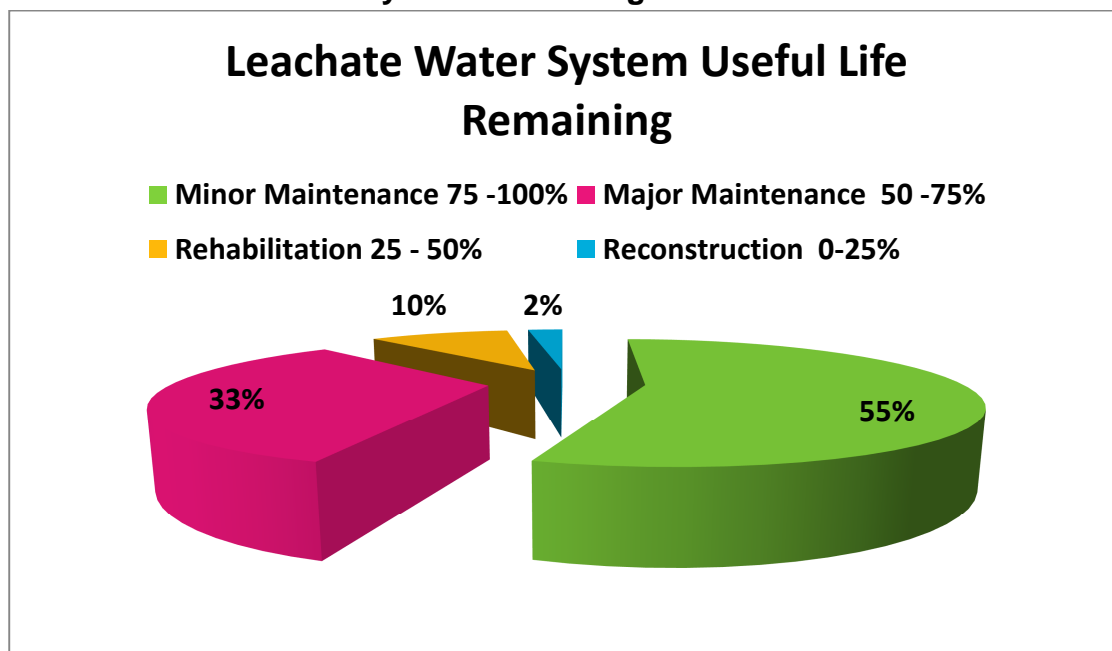 Leachate Water System Useful Life
Remaining
Minor Maintenance 75 -100%
Major Maintenance  50 -75%
Rehabilitation 25 - 50%
Reconstruction  0-25%
10%
2%
33%
55%